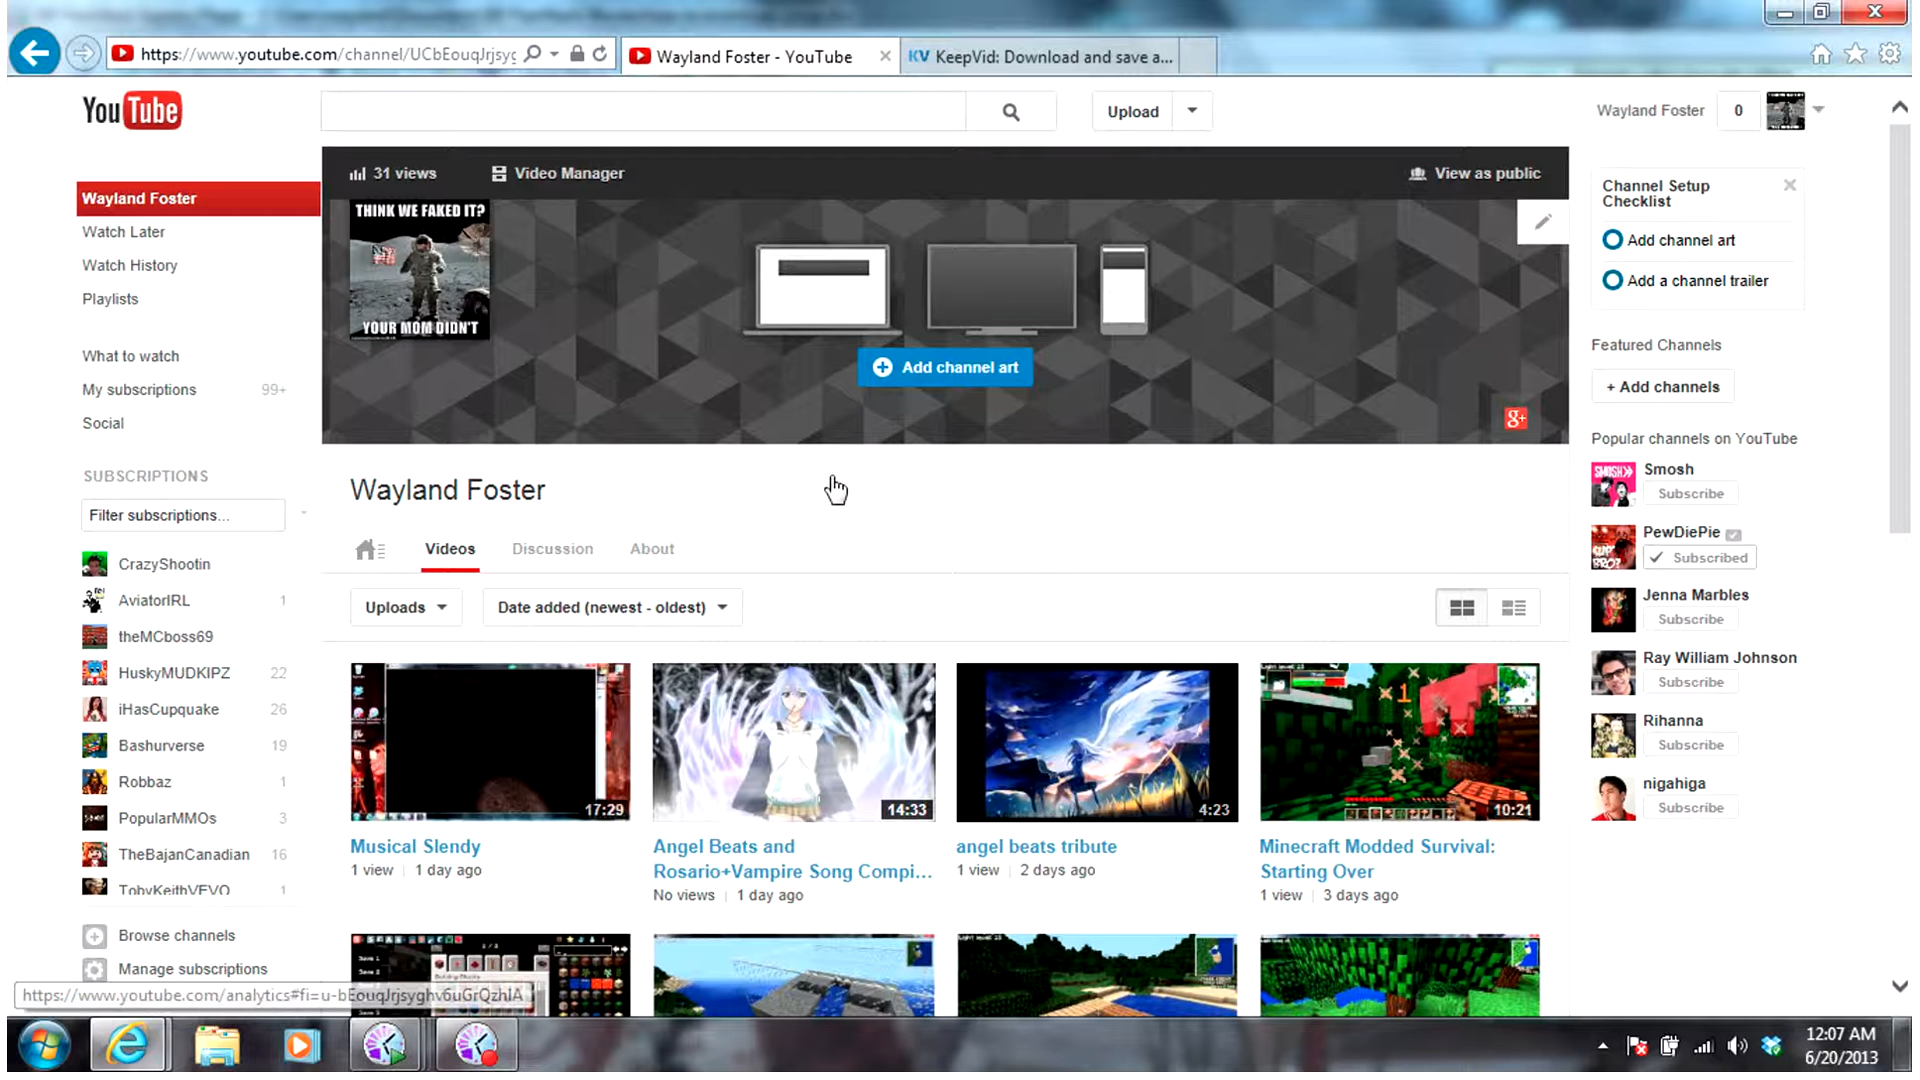 https://www.youtube.com/channel/UCbEouqJrjsyg
Wayland Foster - YouTube
KV KeepVid: Download and save a...
YouTube
Upload
Wayland Foster
0
31 views
Video Manager
View as public
THINK WE FAKED IT?
YOUR MOM DIDN'T
Add channel art
g+
Wayland Foster
Watch Later
Watch History
Playlists
What to watch
My subscriptions 99+
Social
SUBSCRIPTIONS
Filter subscriptions...
CrazyShootin
AviatorIRL 1
theMCboss69
HuskyMUDKIPZ 22
iHasCupquake 26
Bashurverse 19
Robbaz 1
PopularMMOs 3
TheBajanCanadian 16
TobyKeithVEVO 1
Browse channels
Manage subscriptions
Wayland Foster
Videos
Discussion
About
Uploads
Date added (newest - oldest)
17:29
14:33
4:23
10:21
Musical Slendy
1 view 1 day ago
Angel Beats and
Rosario+Vampire Song Compi...
No views 1 day ago
angel beats tribute
1 view 2 days ago
Minecraft Modded Survival:
Starting Over
1 view 3 days ago
Channel Setup
Checklist
Add channel art
Add a channel trailer
Featured Channels
+ Add channels
Popular channels on YouTube
SMOSH
Smosh
Subscribe
PewDiePie
Subscribed
Jenna Marbles
Subscribe
Ray William Johnson
Subscribe
Rihanna
Subscribe
nigahiga
Subscribe
https://www.youtube.com/analytics#fi=u-bEouqJrjsyghv6uGrQzhIA
12:07 AM
6/20/2013